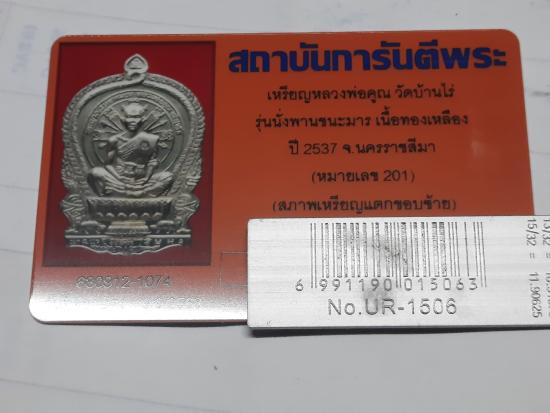 สถาบันการันตีพระ
เหรียญหลวงพ่อคูณ วัดบ้านไร่
รุ่นนั่งพานชนะมาร เนื้อทองเหลือง
ปี 2537 จ.นครราชสีมา
(หมายเลข 201)
(สภาพเหรียญแตกขอบซ้าย)
680912-1074
6 991190 015063
No.UR-1506
15/32 = 11.90625